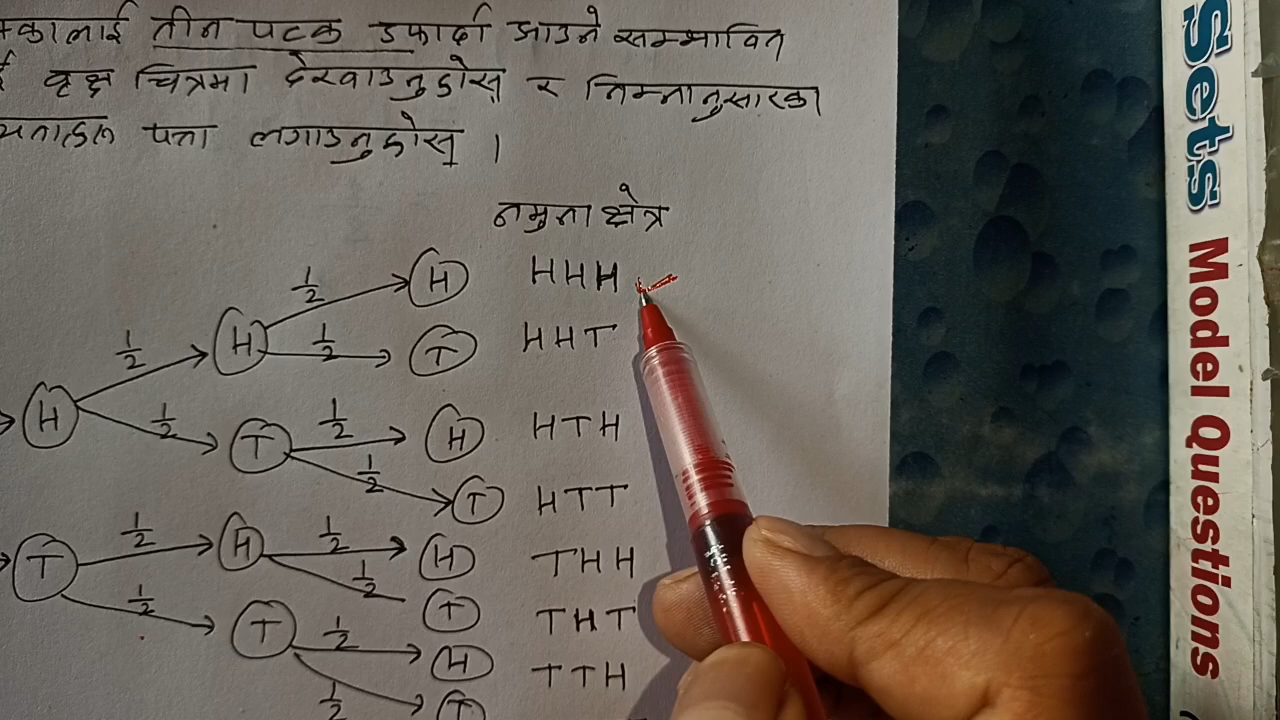 सिक्कालाई तीन पटक उफार्दा आउने सम्भावित
ई वृक्ष चित्रमा देखाउनुहोस् र निम्नानुसारका
पत्ता लगाउनुहोस् ।
नमुना क्षेत्र
1/2 H HHH
1/2 H 1/2 T HHT
H 1/2 T 1/2 H HTH
1/2 T HTT
T 1/2 H 1/2 H THH
1/2 1/2 T THT
T 1/2 H TTH
1/2 T
Sets Model Questions